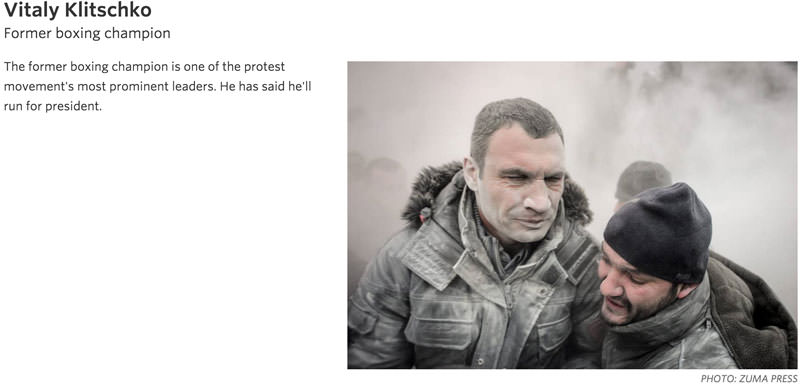 Vitaly Klitschko
Former boxing champion
The former boxing champion is one of the protest
movement's most prominent leaders. He has said he'll
run for president.
PHOTO: ZUMA PRESS